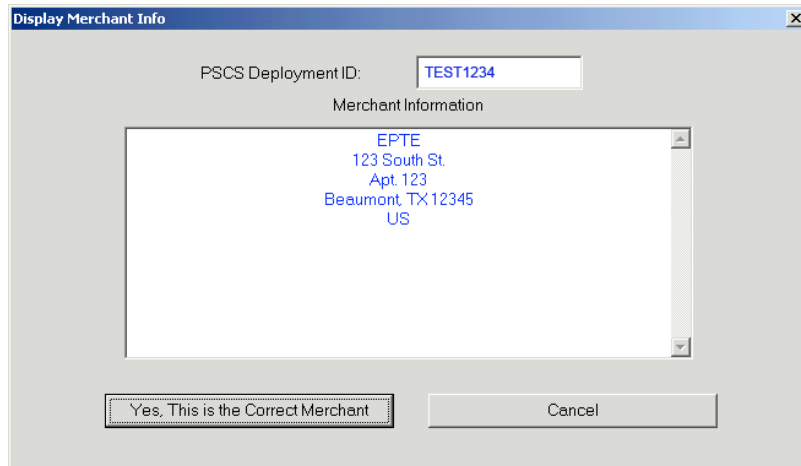 Display Merchant Info
PSCS Deployment ID: TEST1234
Merchant Information
EPTE
123 South St.
Apt. 123
Beaumont, TX 12345
US
Yes, This is the Correct Merchant Cancel